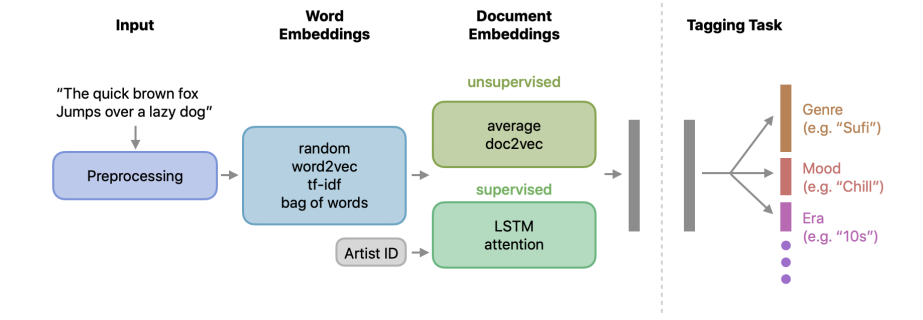 Input
Word
Embeddings
Document
Embeddings
Tagging Task
“The quick brown fox
Jumps over a lazy dog”
Preprocessing
random
word2vec
tf-idf
bag of words
unsupervised
average
doc2vec
supervised
LSTM
attention
Artist ID
Genre
(e.g. “Sufi”)
Mood
(e.g. “Chill”)
Era
(e.g. “10s”)